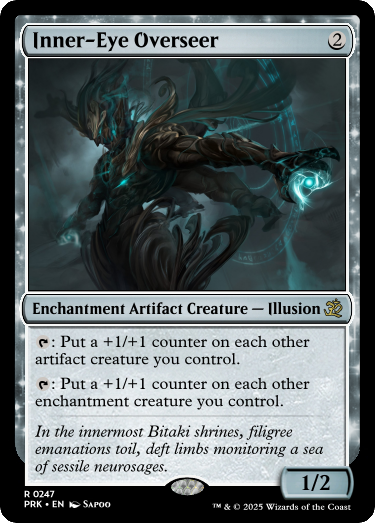 Inner-Eye Overseer 2
Enchantment Artifact Creature — Illusion
: Put a +1/+1 counter on each other
artifact creature you control.
: Put a +1/+1 counter on each other
enchantment creature you control.
In the innermost Bitaki shrines, filigree
emanations toil, deft limbs monitoring a sea
of sessile neurosages.
1/2
R 0247
PRK • EN Sapoo
™ & © 2025 Wizards of the Coast